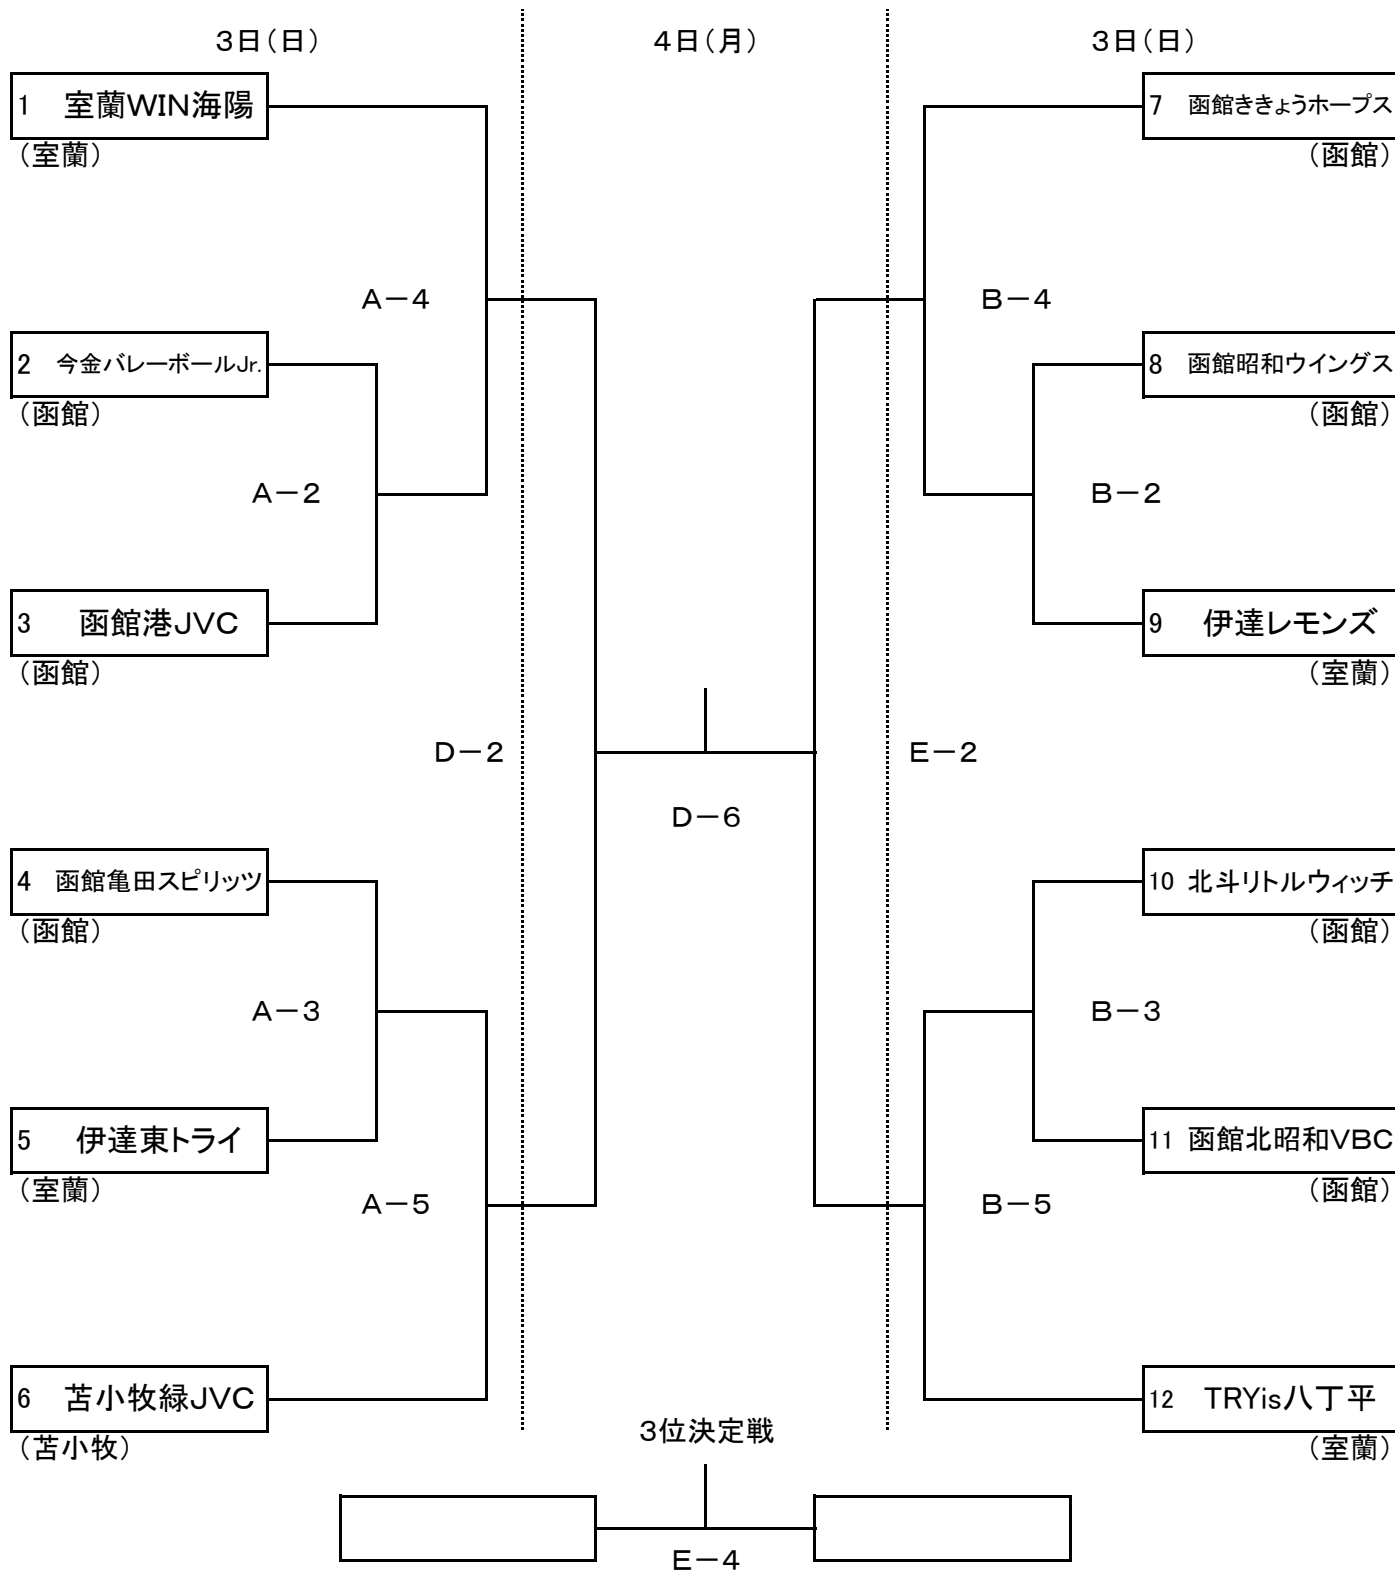 ３日（日）
４日（月）
３日（日）
1 室蘭WIN海陽
（室蘭）
7 函館ききょうホープス
（函館）
A－4
B－4
2 今金バレーボールJr.
（函館）
8 函館昭和ウイングス
（函館）
A－2
B－2
3 函館港JVC
（函館）
9 伊達レモンズ
（室蘭）
D－2
E－2
D－6
4 函館亀田スピリッツ
（函館）
10 北斗リトルウィッチ
（函館）
A－3
B－3
5 伊達東トライ
（室蘭）
11 函館北昭和VBC
（函館）
A－5
B－5
6 苫小牧緑JVC
（苫小牧）
12 TRYis八丁平
（室蘭）
３位決定戦
E－4